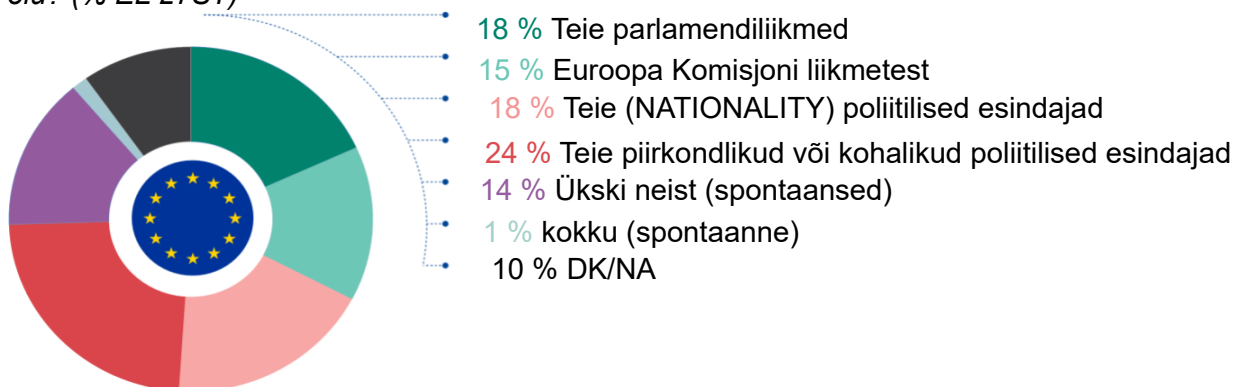 18 % Teie parlamendiliikmed
15 % Euroopa Komisjoni liikmetest
18 % Teie (NATIONALITY) poliitilised esindajad
24 % Teie piirkondlikud või kohalikud poliitilised esindajad
14 % Ükski neist (spontaansed)
1 % kokku (spontaanne)
10 % DK/NA